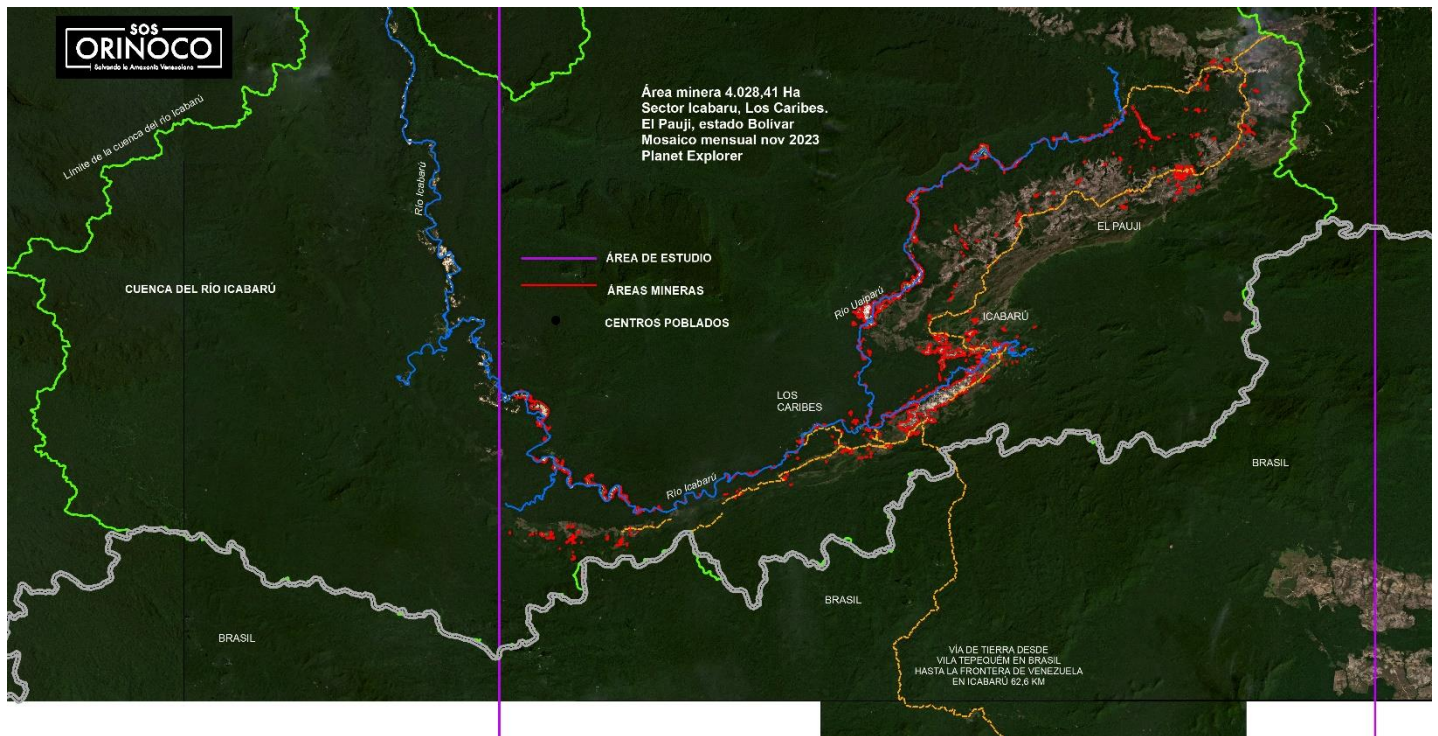 SOS
ORINOCO
Salvando la Amazonía Venezolana
Límite de la cuenca del río Icabarú
Área minera 4.028,41 Ha
Sector Icabaru, Los Caribes.
El Pauji, estado Bolívar
Mosaico mensual nov 2023
Planet Explorer
Río Icabarú
ÁREA DE ESTUDIO
ÁREAS MINERAS
CENTROS POBLADOS
CUENCA DEL RÍO ICABARÚ
EL PAUJI
Río Uaiparú
ICABARÚ
LOS
CARIBES
Río Icabarú
BRASIL
BRASIL
BRASIL
VÍA DE TIERRA DESDE
VILA TEPEQUÉM EN BRASIL
HASTA LA FRONTERA DE VENEZUELA
EN ICABARÚ 62,6 KM